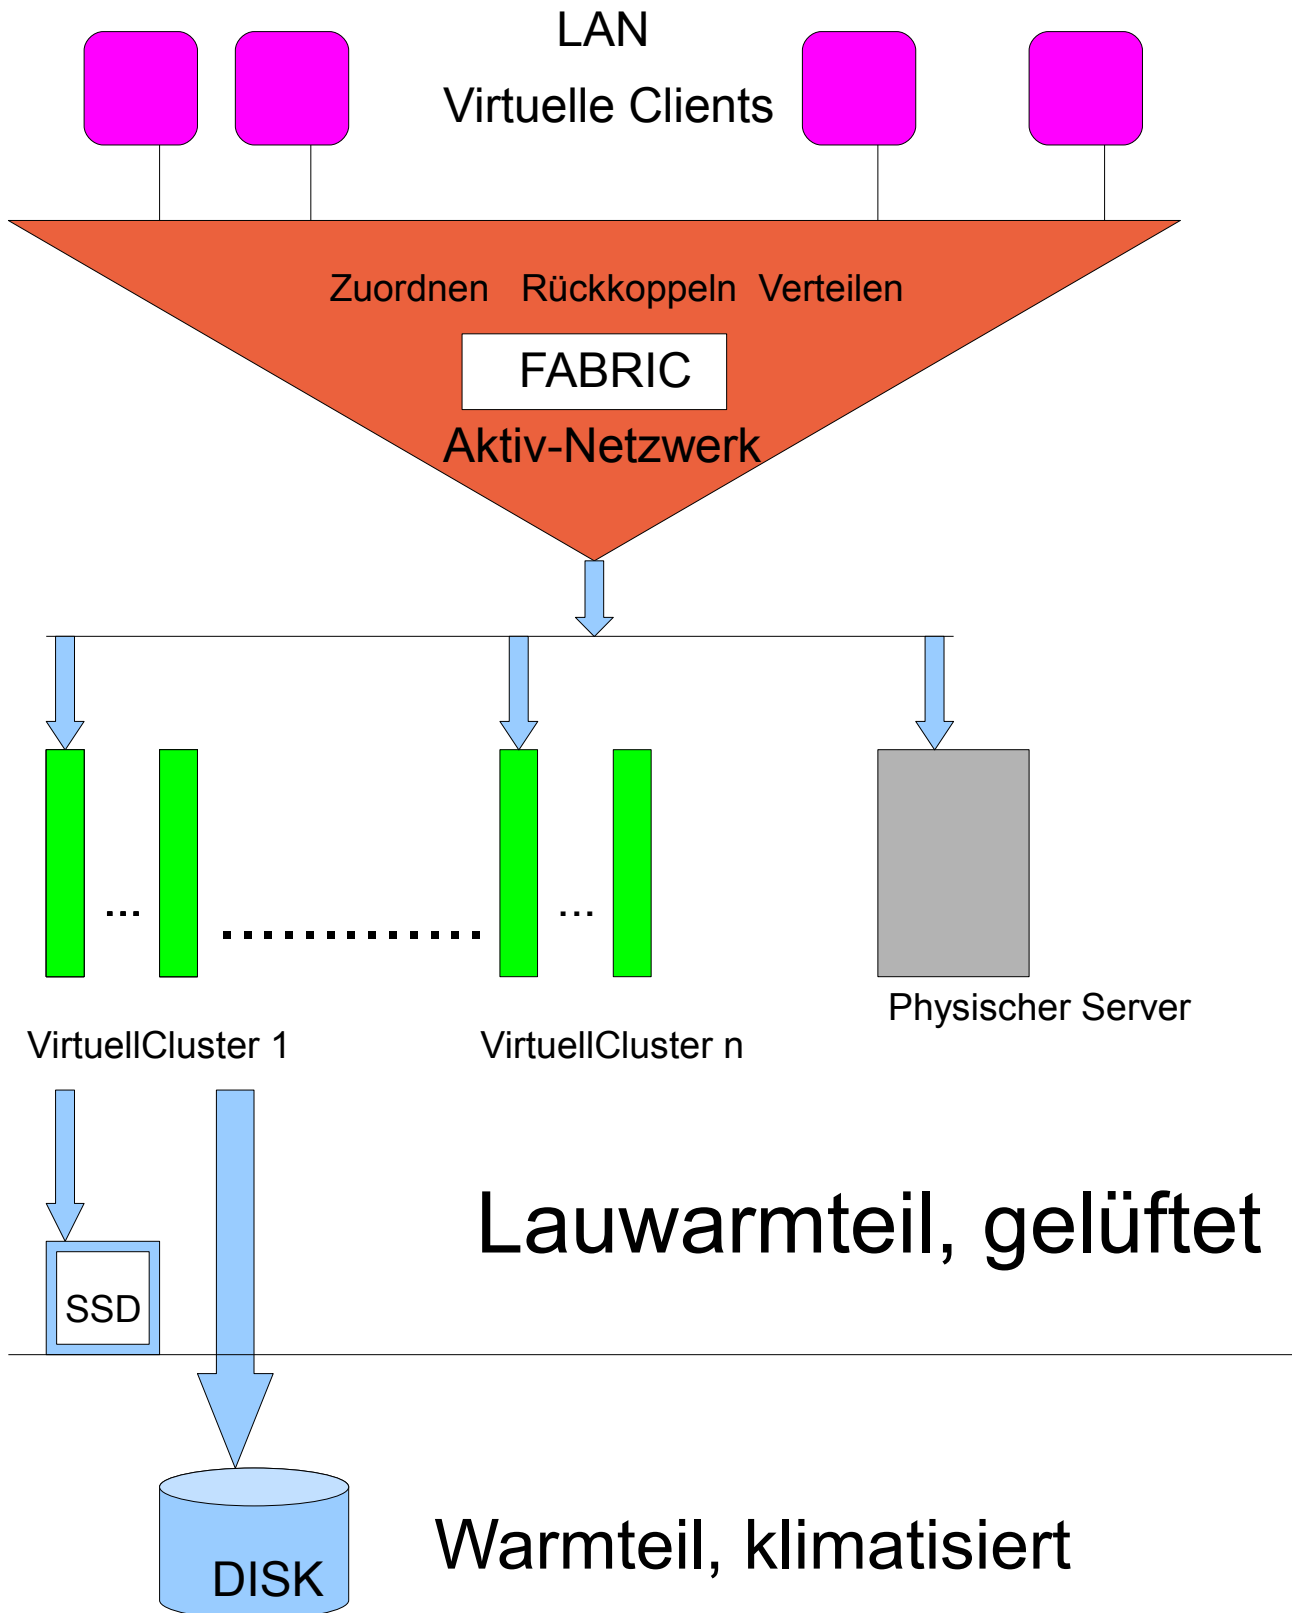 LAN
Virtuelle Clients
Zuordnen Rückkoppeln Verteilen
FABRIC
Aktiv-Netzwerk
...
...
.............
Physischer Server
VirtuellCluster 1
VirtuellCluster n
Lauwarmteil, gelüftet
SSD
Warmteil, klimatisiert
DISK